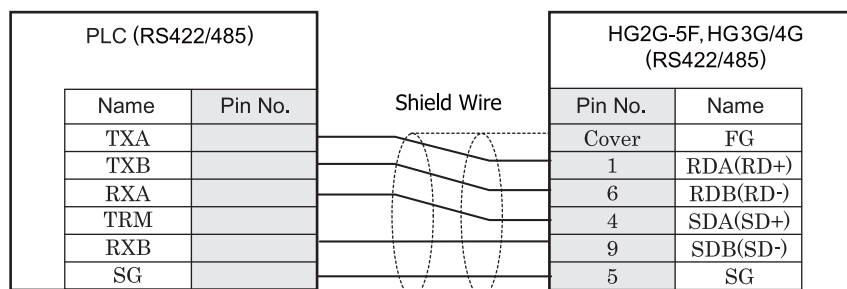 PLC (RS422/485)
HG2G-5F, HG3G/4G
(RS422/485)
Name Pin No. Shield Wire Pin No. Name
TXA Cover FG
TXB 1 RDA(RD+)
RXA 6 RDB(RD-)
TRM 4 SDA(SD+)
RXB 9 SDB(SD-)
SG 5 SG